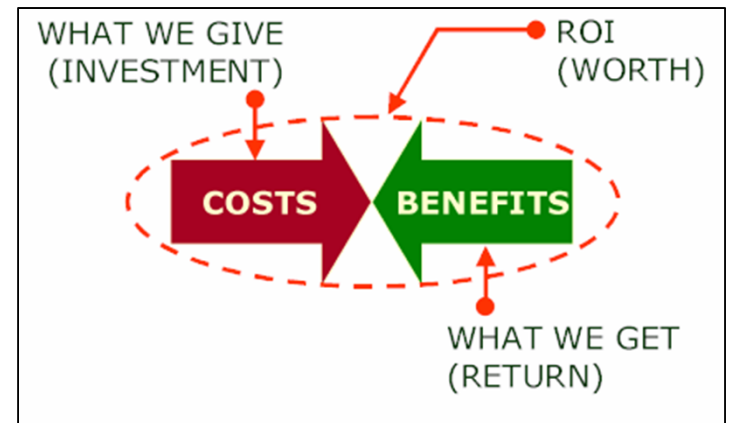 WHAT WE GIVE
(INVESTMENT)
ROI
(WORTH)
COSTS
BENEFITS
WHAT WE GET
(RETURN)